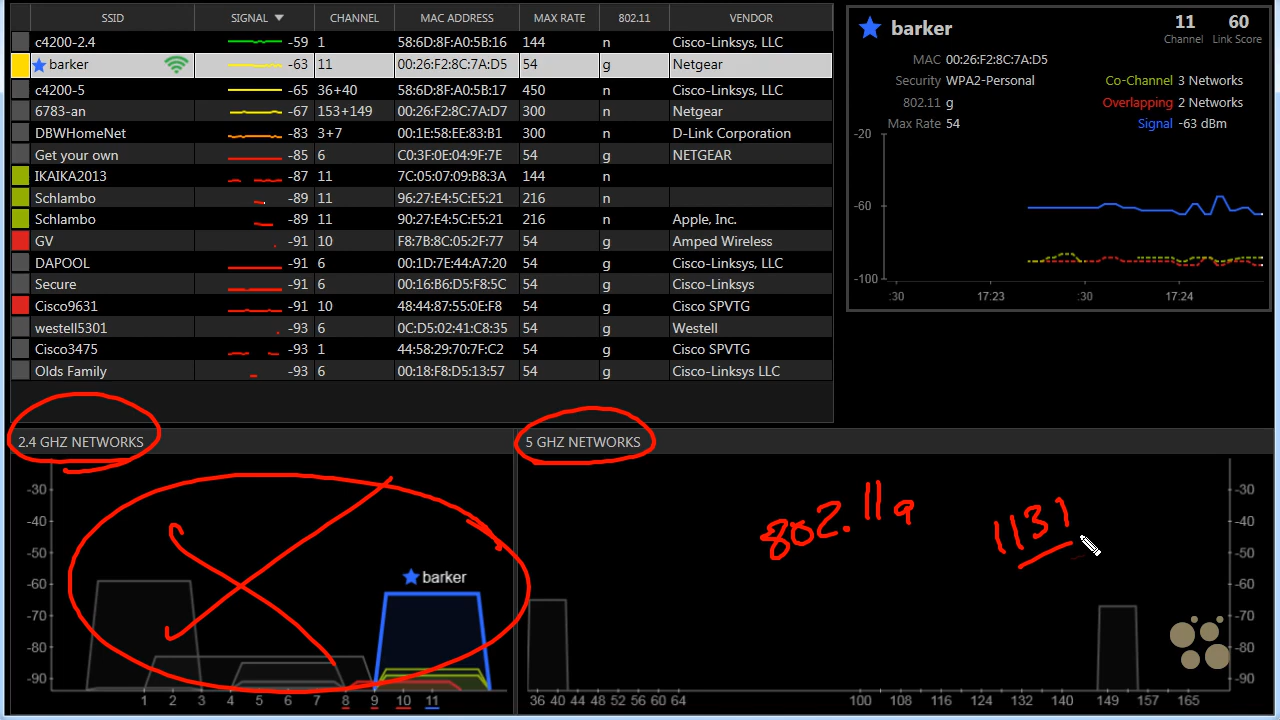 SSID SIGNAL CHANNEL MAC ADDRESS MAX RATE 802.11 VENDOR
c4200-2.4 -59 1 58:6D:8F:A0:5B:16 144 n Cisco-Linksys, LLC
barker -63 11 00:26:F2:8C:7A:D5 54 g Netgear
c4200-5 -65 36+40 58:6D:8F:A0:5B:17 450 n Cisco-Linksys, LLC
6783-an -67 153+149 00:26:F2:8C:7A:D7 300 n Netgear
DBWHomeNet -83 3+7 00:1E:58:EE:83:B1 300 n D-Link Corporation
Get your own -85 6 C0:3F:0E:04:9F:7E 54 g NETGEAR
IKAIKA2013 -87 11 7C:05:07:09:B8:3A 144 n
Schlambo -89 11 96:27:E4:5C:E5:21 216 n
Schlambo -89 11 90:27:E4:5C:E5:21 216 n Apple, Inc.
GV -91 10 F8:7B:8C:05:2F:77 54 g Amped Wireless
DAPOOL -91 6 00:1D:7E:44:A7:20 54 g Cisco-Linksys, LLC
Secure -91 6 00:16:B6:D5:F8:5C 54 g Cisco-Linksys
Cisco9631 -91 10 48:44:87:55:0E:F8 54 g Cisco SPVTG
westell5301 -93 6 0C:D5:02:41:C8:35 54 g Westell
Cisco3475 -93 1 44:58:29:70:7F:C2 54 g Cisco SPVTG
Olds Family -93 6 00:18:F8:D5:13:57 54 g Cisco-Linksys LLC
barker 11 60
Channel Link Score
MAC 00:26:F2:8C:7A:D5
Security WPA2-Personal Co-Channel 3 Networks
802.11 g Overlapping 2 Networks
Max Rate 54 Signal -63 dBm
-20
-60
-100
:30 17:23 :30 17:24
2.4 GHZ NETWORKS
-30
-40
-50
-60
-70
-80
-90
barker
1 2 3 4 5 6 7 8 9 10 11
5 GHZ NETWORKS
802.11a
-30
-40
-50
-60
-70
-80
-90
36 40 44 48 52 56 60 64 100 108 116 124 132 140 149 157 165